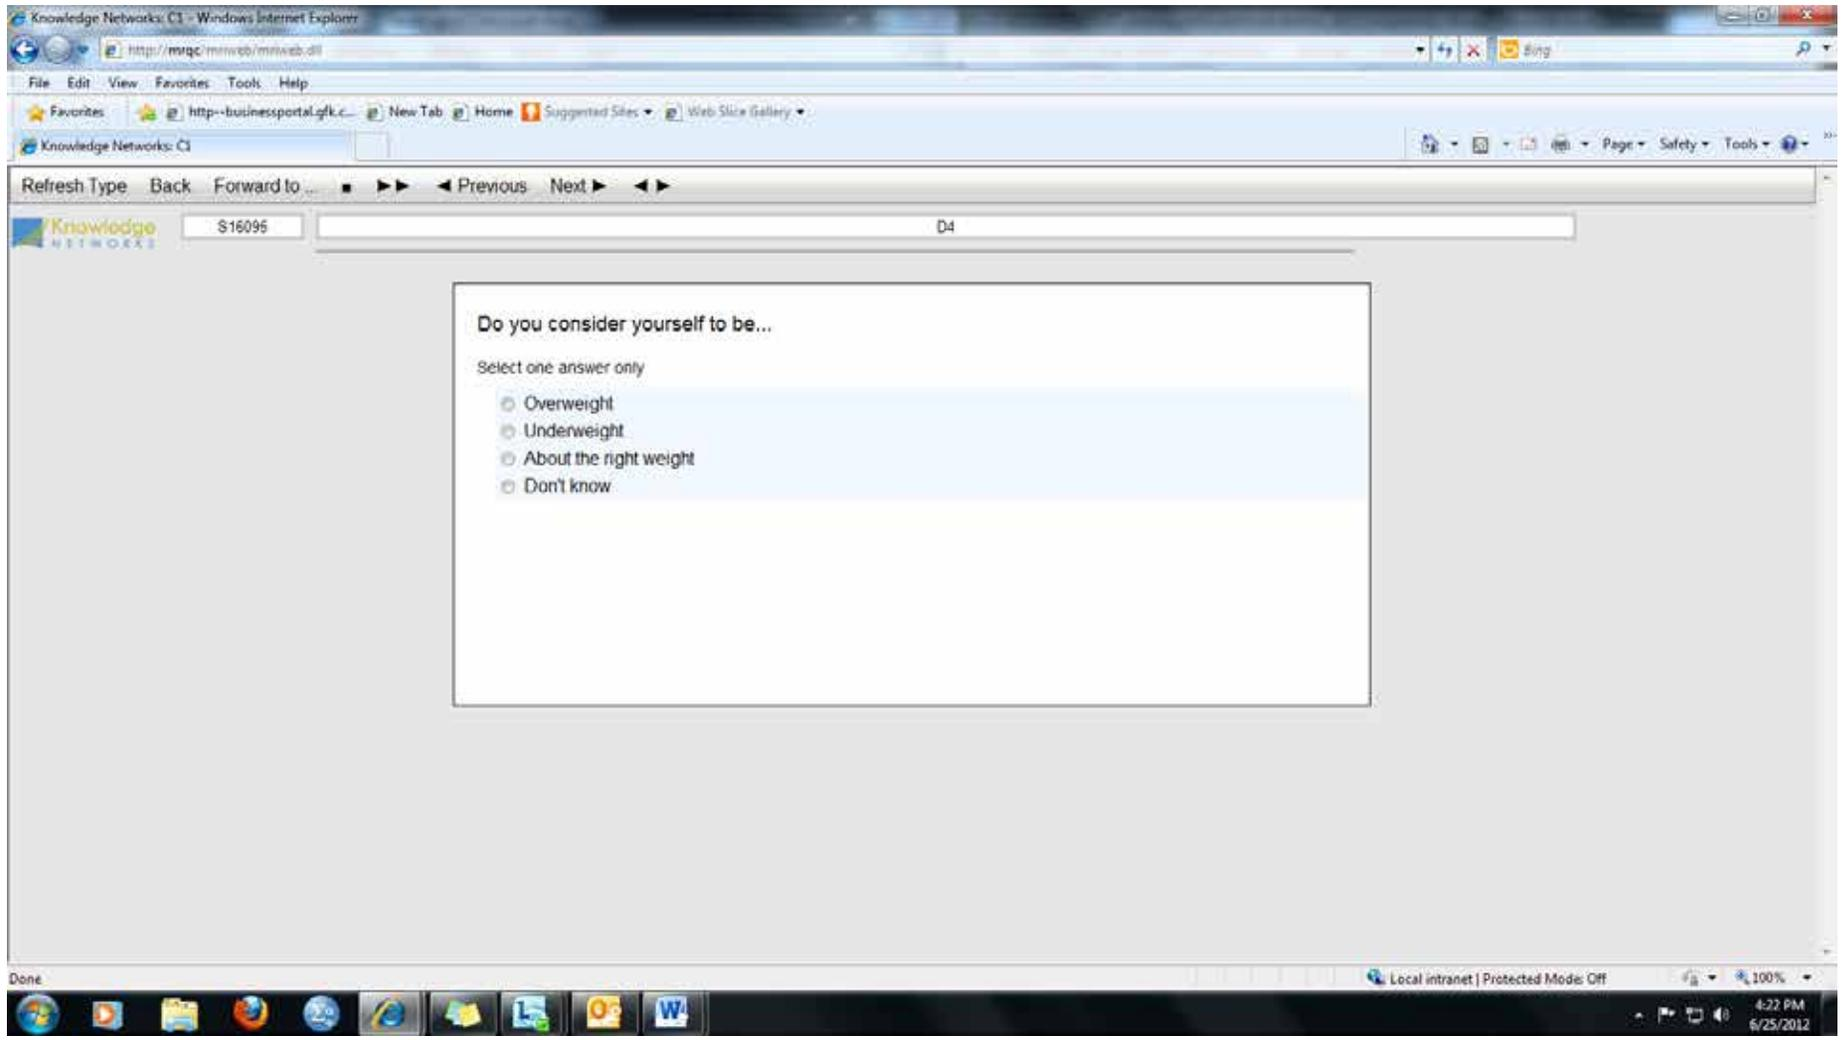 Knowledge Networks: C1 - Windows Internet Explorer
http://mrqc/mriweb/mriweb.dll
Bing
File Edit View Favorites Tools Help
Favorites http--businessportal.gfk.c... New Tab Home Suggested Sites Web Slice Gallery
Knowledge Networks: C1
Page Safety Tools
Refresh Type Back Forward to ... Previous Next
Knowledge
NETWORKS
S16096
D4
Do you consider yourself to be...
Select one answer only
Overweight
Underweight
About the right weight
Don't know
Done
Local intranet | Protected Mode: Off
100%
4:22 PM
6/25/2012